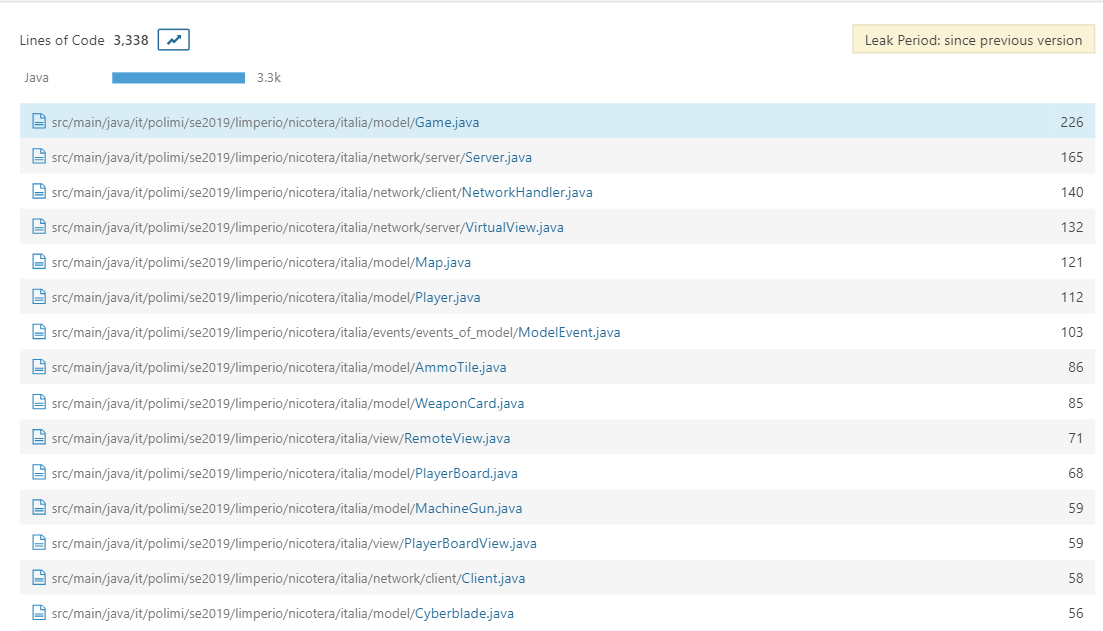 Lines of Code 3,338 Leak Period: since previous version
Java 3.3k
src/main/java/it/polimi/se2019/limperio/nicotera/italia/model/Game.java 226
src/main/java/it/polimi/se2019/limperio/nicotera/italia/network/server/Server.java 165
src/main/java/it/polimi/se2019/limperio/nicotera/italia/network/client/NetworkHandler.java 140
src/main/java/it/polimi/se2019/limperio/nicotera/italia/network/server/VirtualView.java 132
src/main/java/it/polimi/se2019/limperio/nicotera/italia/model/Map.java 121
src/main/java/it/polimi/se2019/limperio/nicotera/italia/model/Player.java 112
src/main/java/it/polimi/se2019/limperio/nicotera/italia/events/events_of_model/ModelEvent.java 103
src/main/java/it/polimi/se2019/limperio/nicotera/italia/model/AmmoTile.java 86
src/main/java/it/polimi/se2019/limperio/nicotera/italia/model/WeaponCard.java 85
src/main/java/it/polimi/se2019/limperio/nicotera/italia/view/RemoteView.java 71
src/main/java/it/polimi/se2019/limperio/nicotera/italia/model/PlayerBoard.java 68
src/main/java/it/polimi/se2019/limperio/nicotera/italia/model/MachineGun.java 59
src/main/java/it/polimi/se2019/limperio/nicotera/italia/view/PlayerBoardView.java 59
src/main/java/it/polimi/se2019/limperio/nicotera/italia/network/client/Client.java 58
src/main/java/it/polimi/se2019/limperio/nicotera/italia/model/Cyberblade.java 56